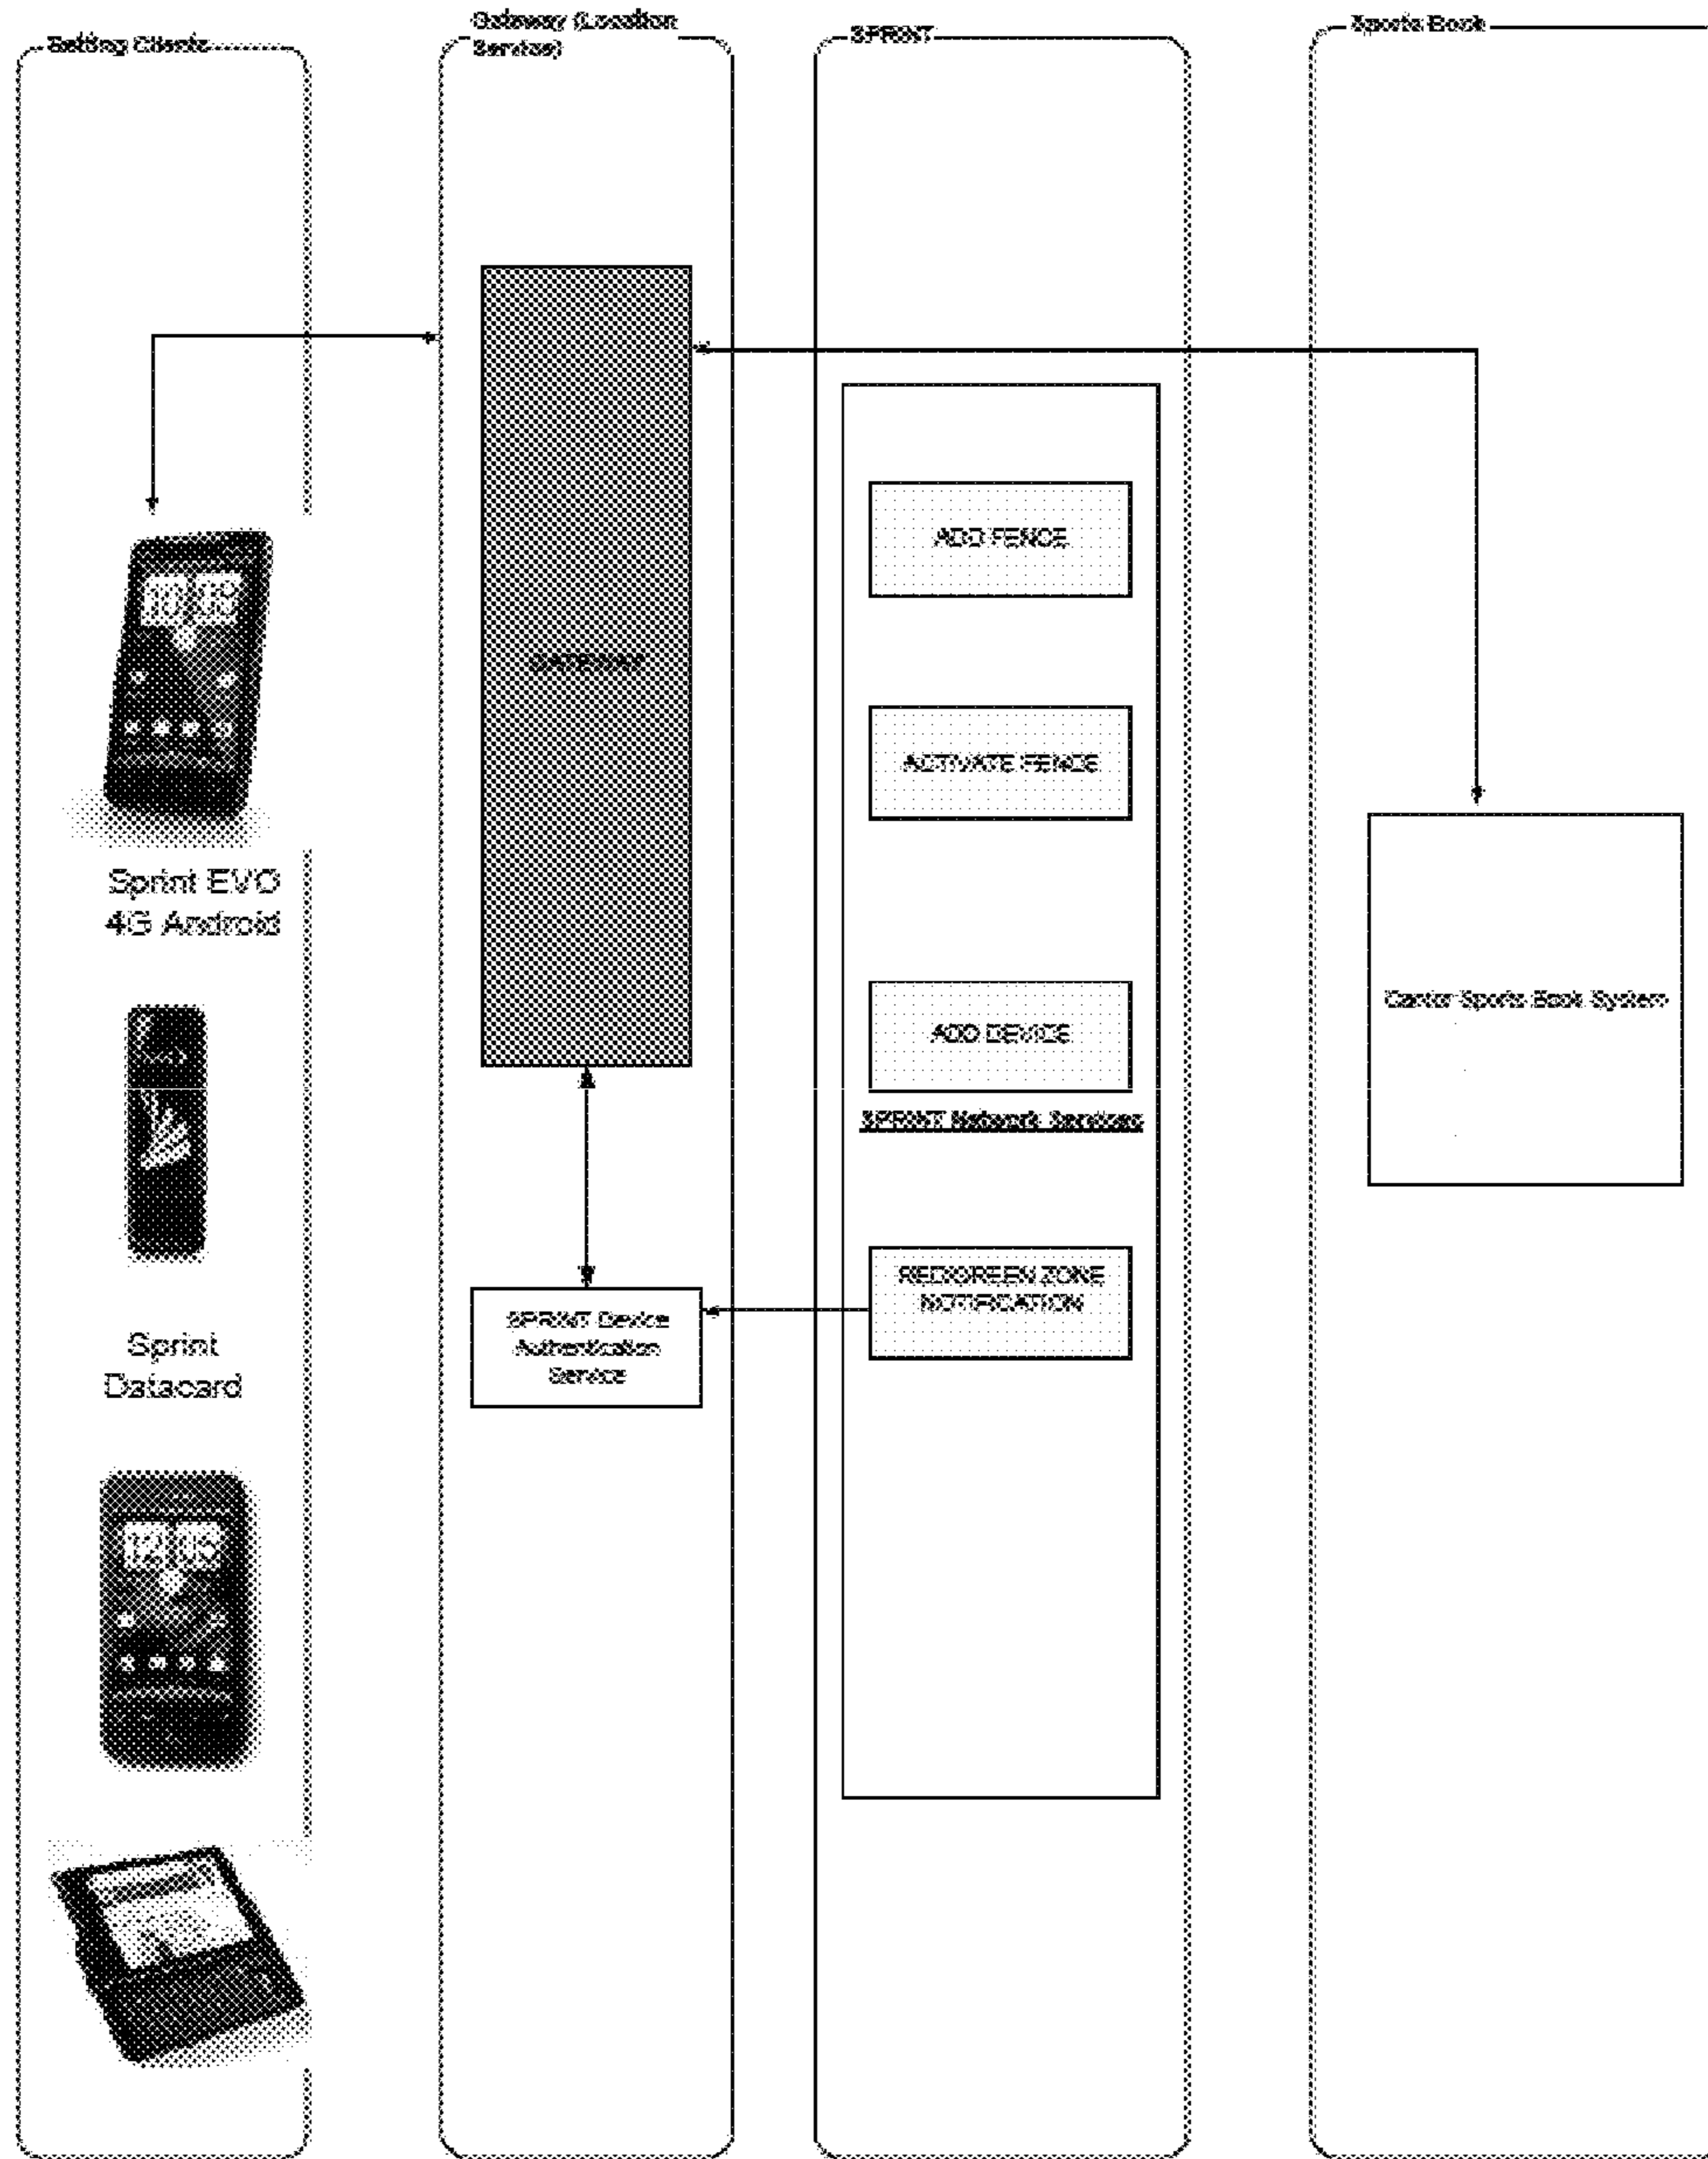 Betting Clients
Gateway (Location
Service)
SPRINT
Sports Book
GATEWAY
ADD FENCE
ACTIVATE FENCE
ADD DEVICE
SPRINT Network Services
RED/GREEN ZONE
NOTIFICATION
SPRINT Device
Authentication
Service
Cantor Sports Book System
Sprint EVO
4G Android
Sprint
Datacard